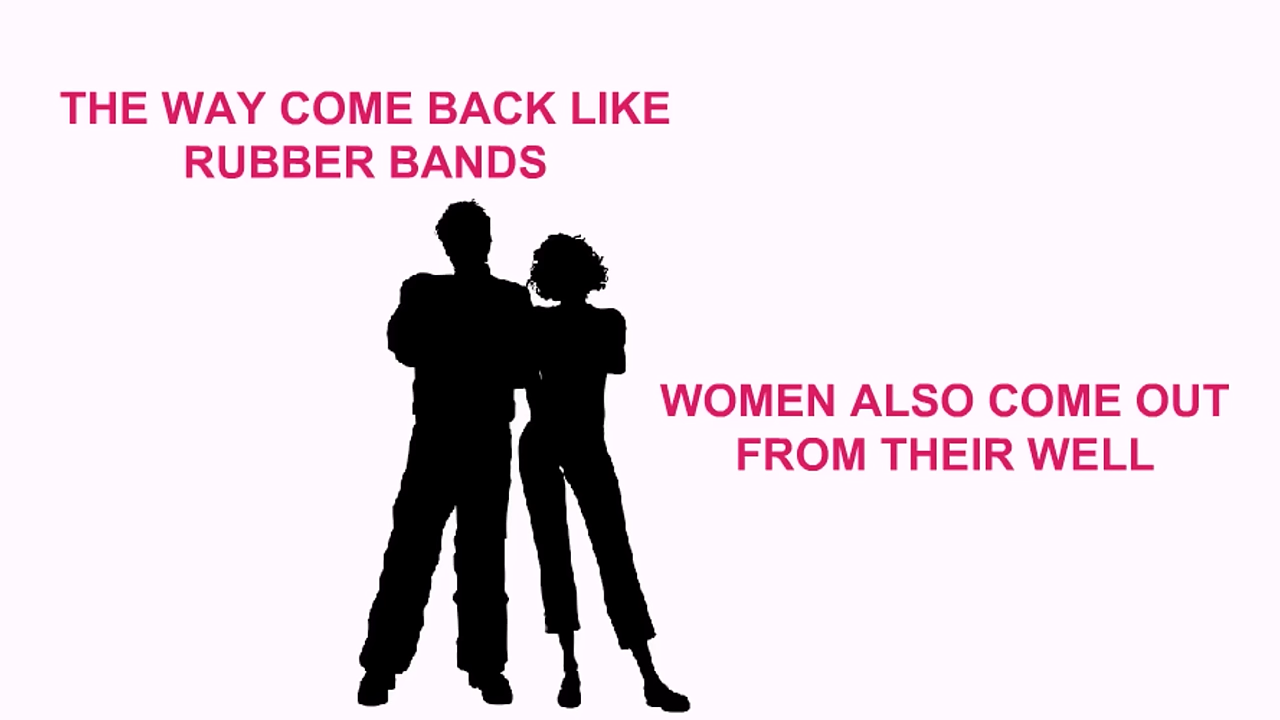 THE WAY COME BACK LIKE
RUBBER BANDS
WOMEN ALSO COME OUT
FROM THEIR WELL